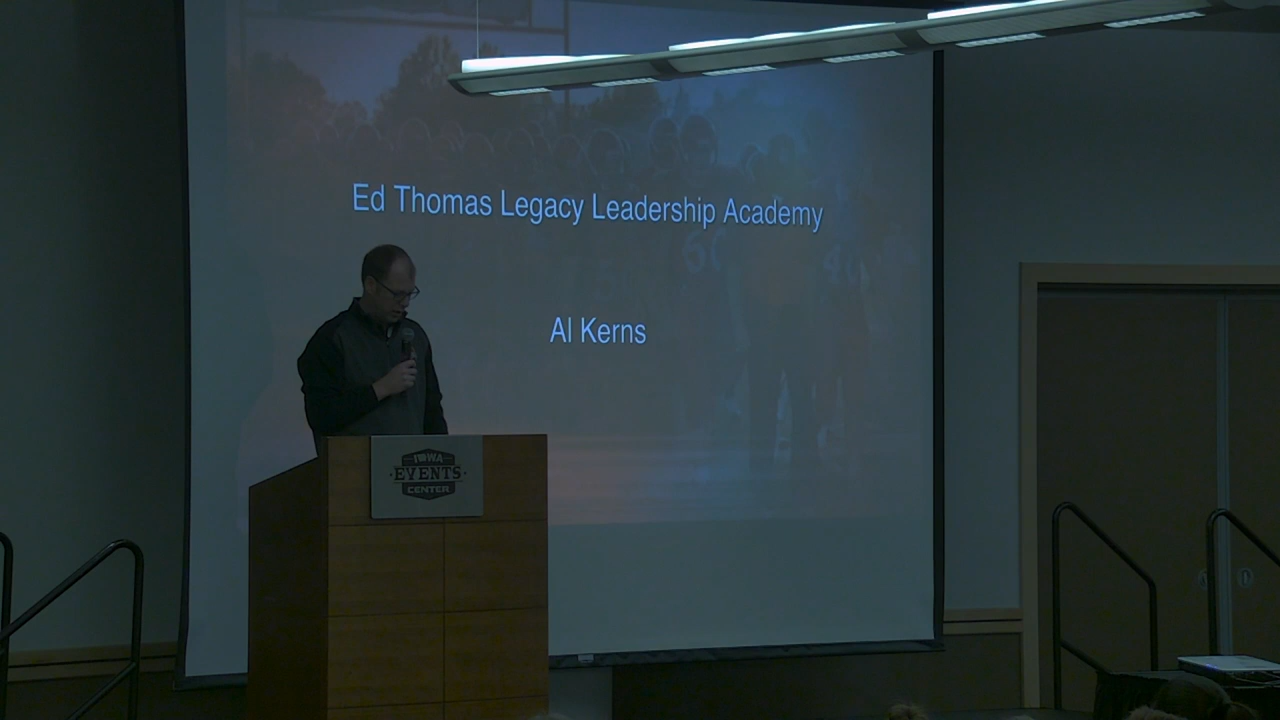 Ed Thomas Legacy Leadership Academy
Al Kerns
IOWA
EVENTS
CENTER